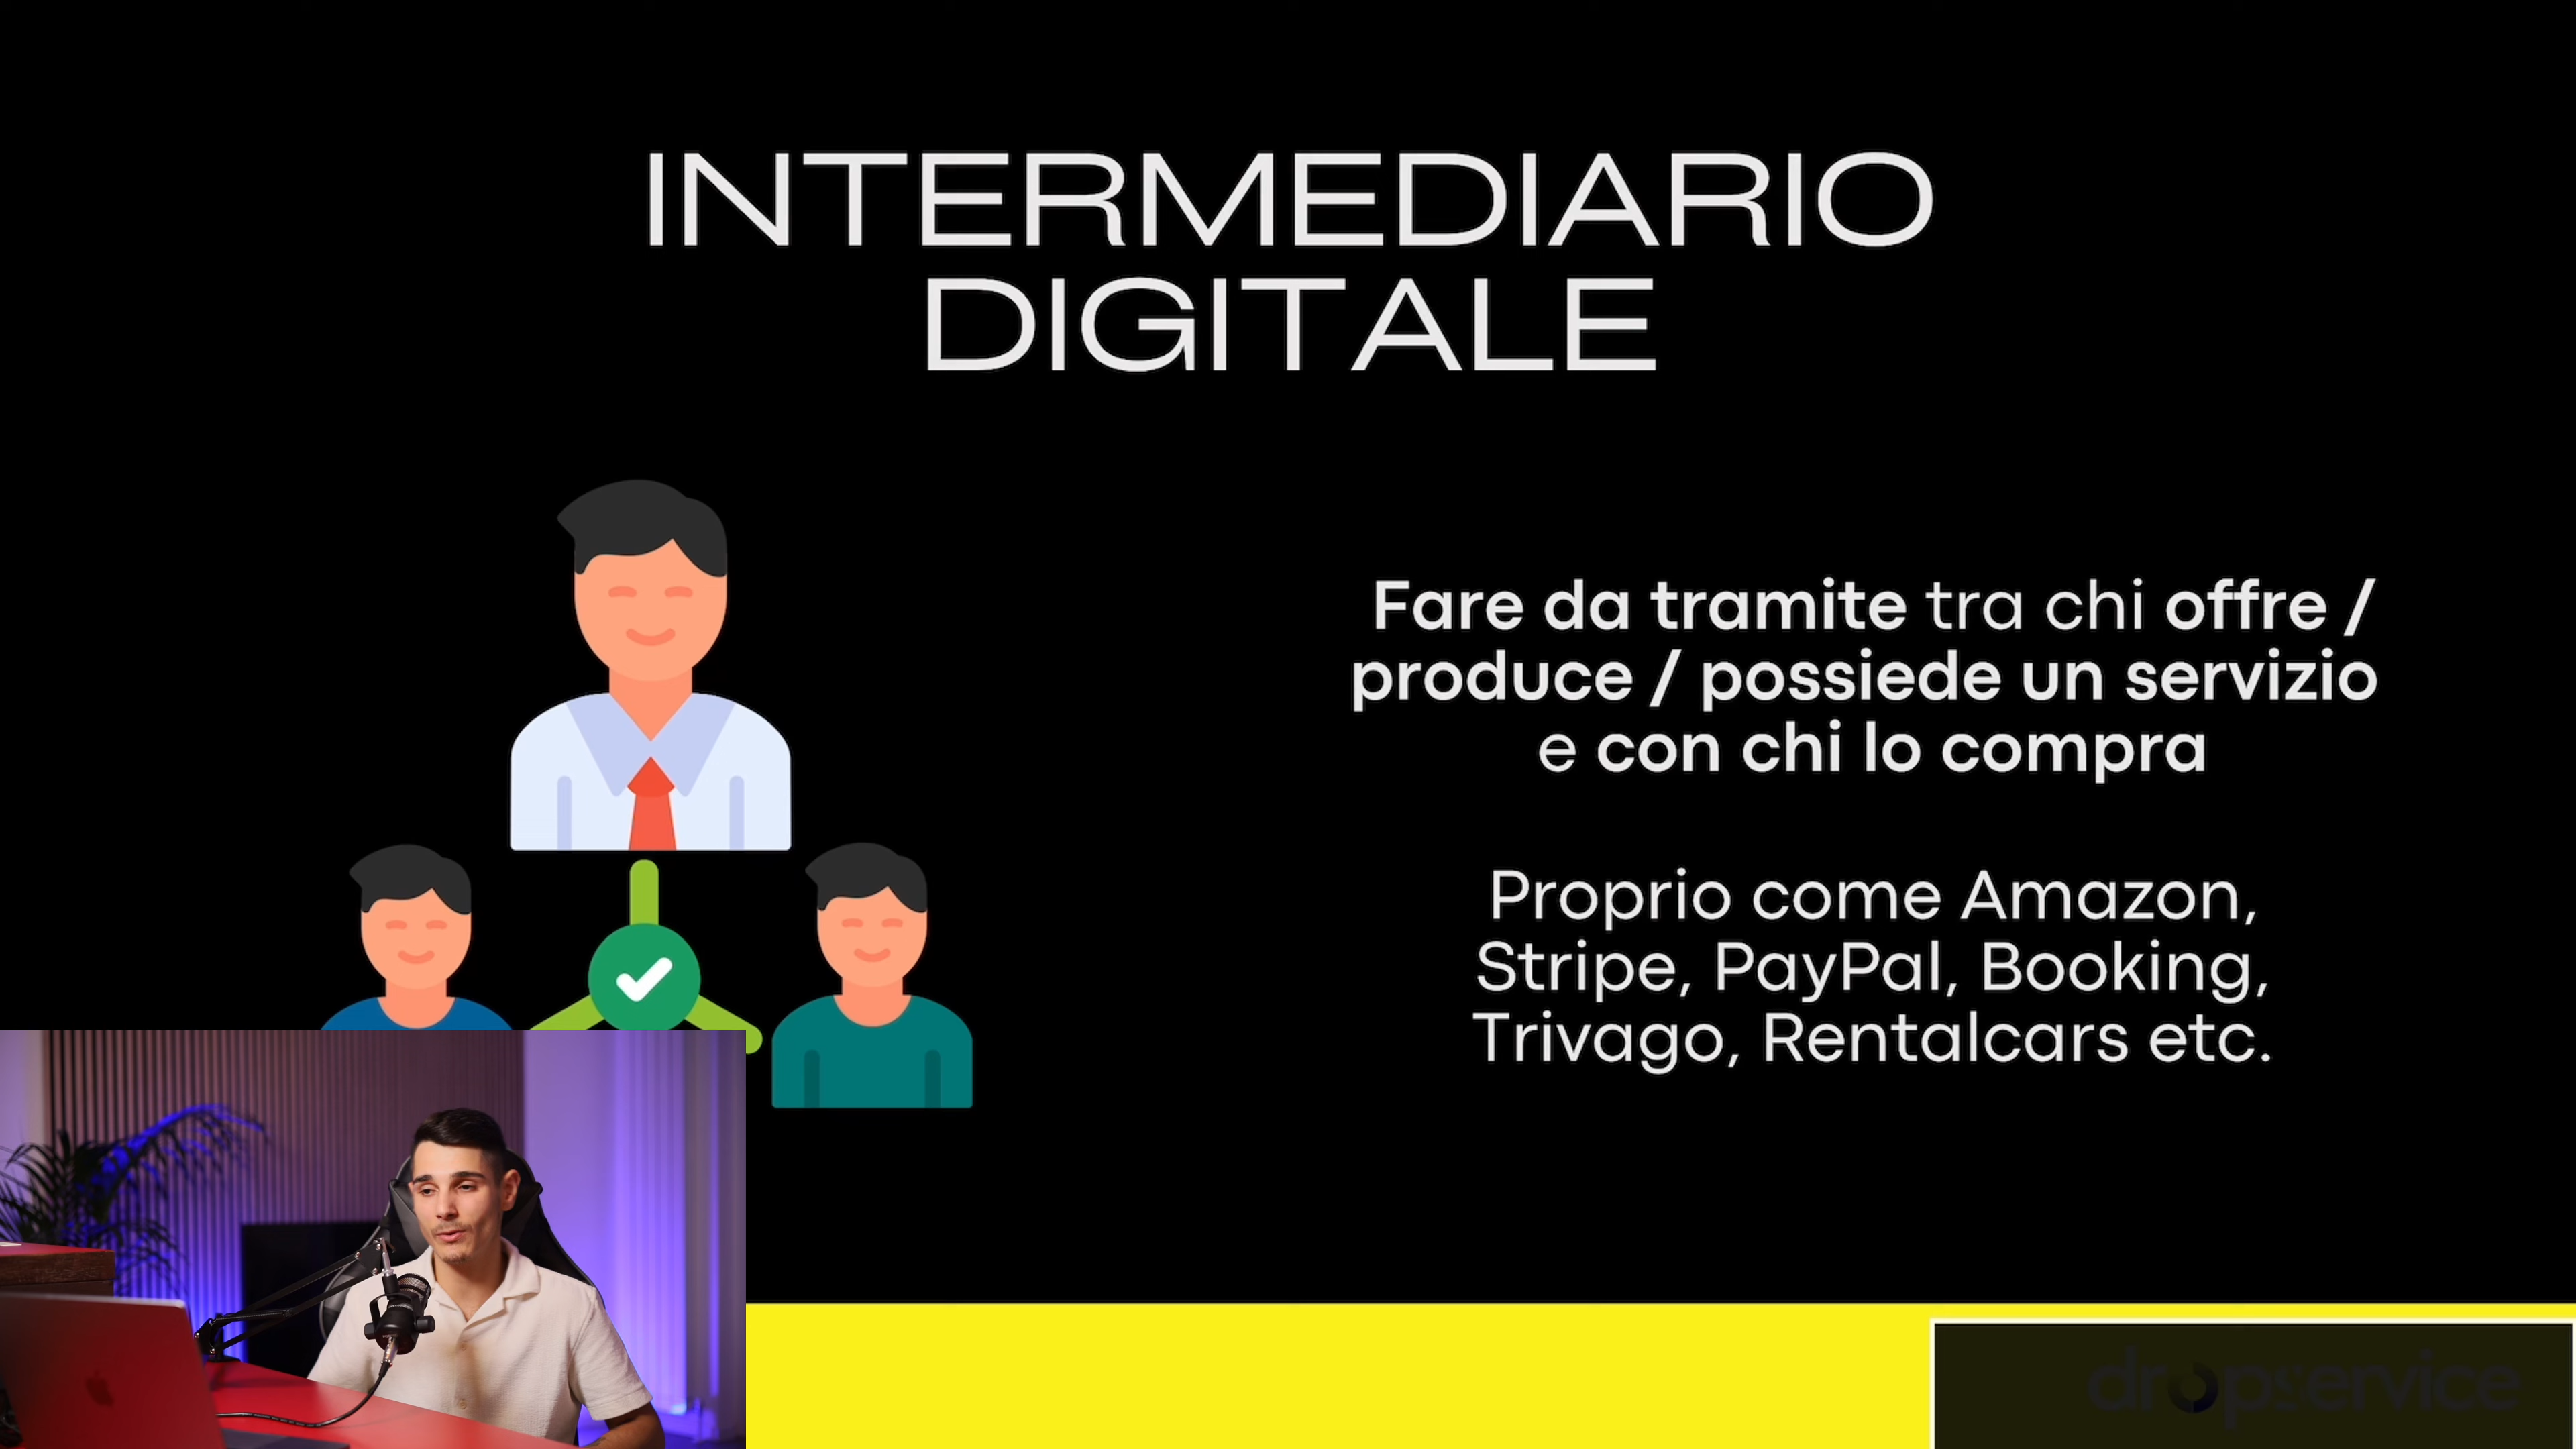 INTERMEDIARIO
DIGITALE
Fare da tramite tra chi offre /
produce / possiede un servizio
e con chi lo compra
Proprio come Amazon,
Stripe, PayPal, Booking,
Trivago, Rentalcars etc.
dropservice